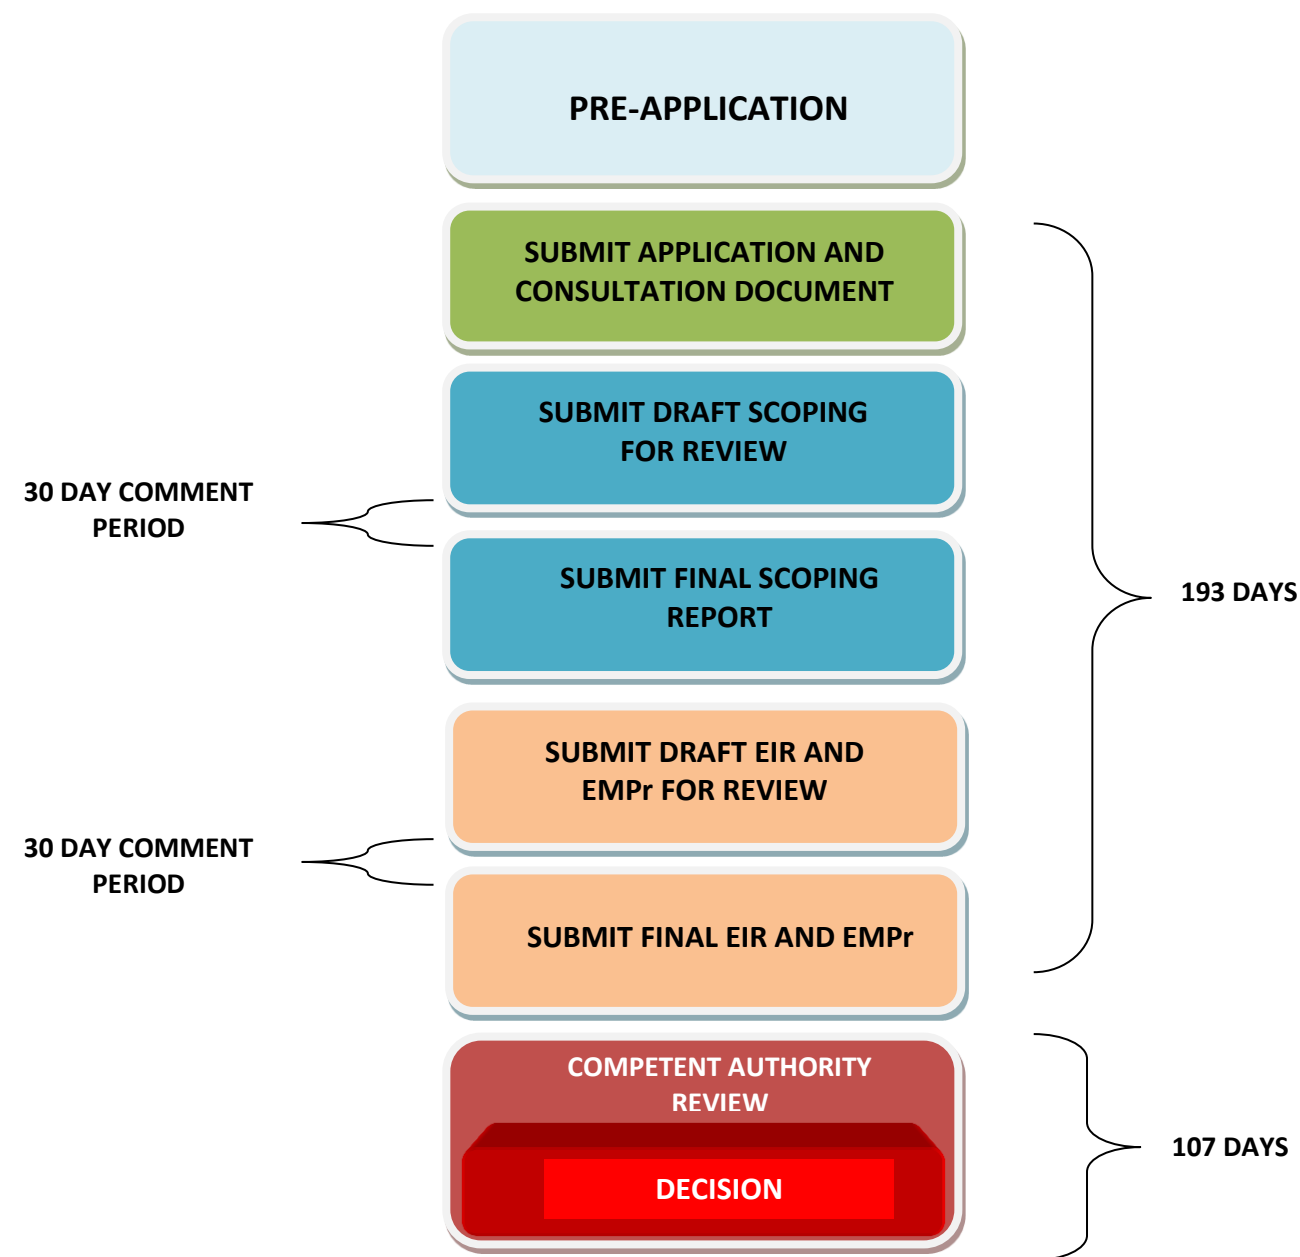 PRE-APPLICATION
SUBMIT APPLICATION AND
CONSULTATION DOCUMENT
SUBMIT DRAFT SCOPING
FOR REVIEW
30 DAY COMMENT
PERIOD
SUBMIT FINAL SCOPING
REPORT
193 DAYS
SUBMIT DRAFT EIR AND
EMPr FOR REVIEW
30 DAY COMMENT
PERIOD
SUBMIT FINAL EIR AND EMPr
COMPETENT AUTHORITY
REVIEW
107 DAYS
DECISION